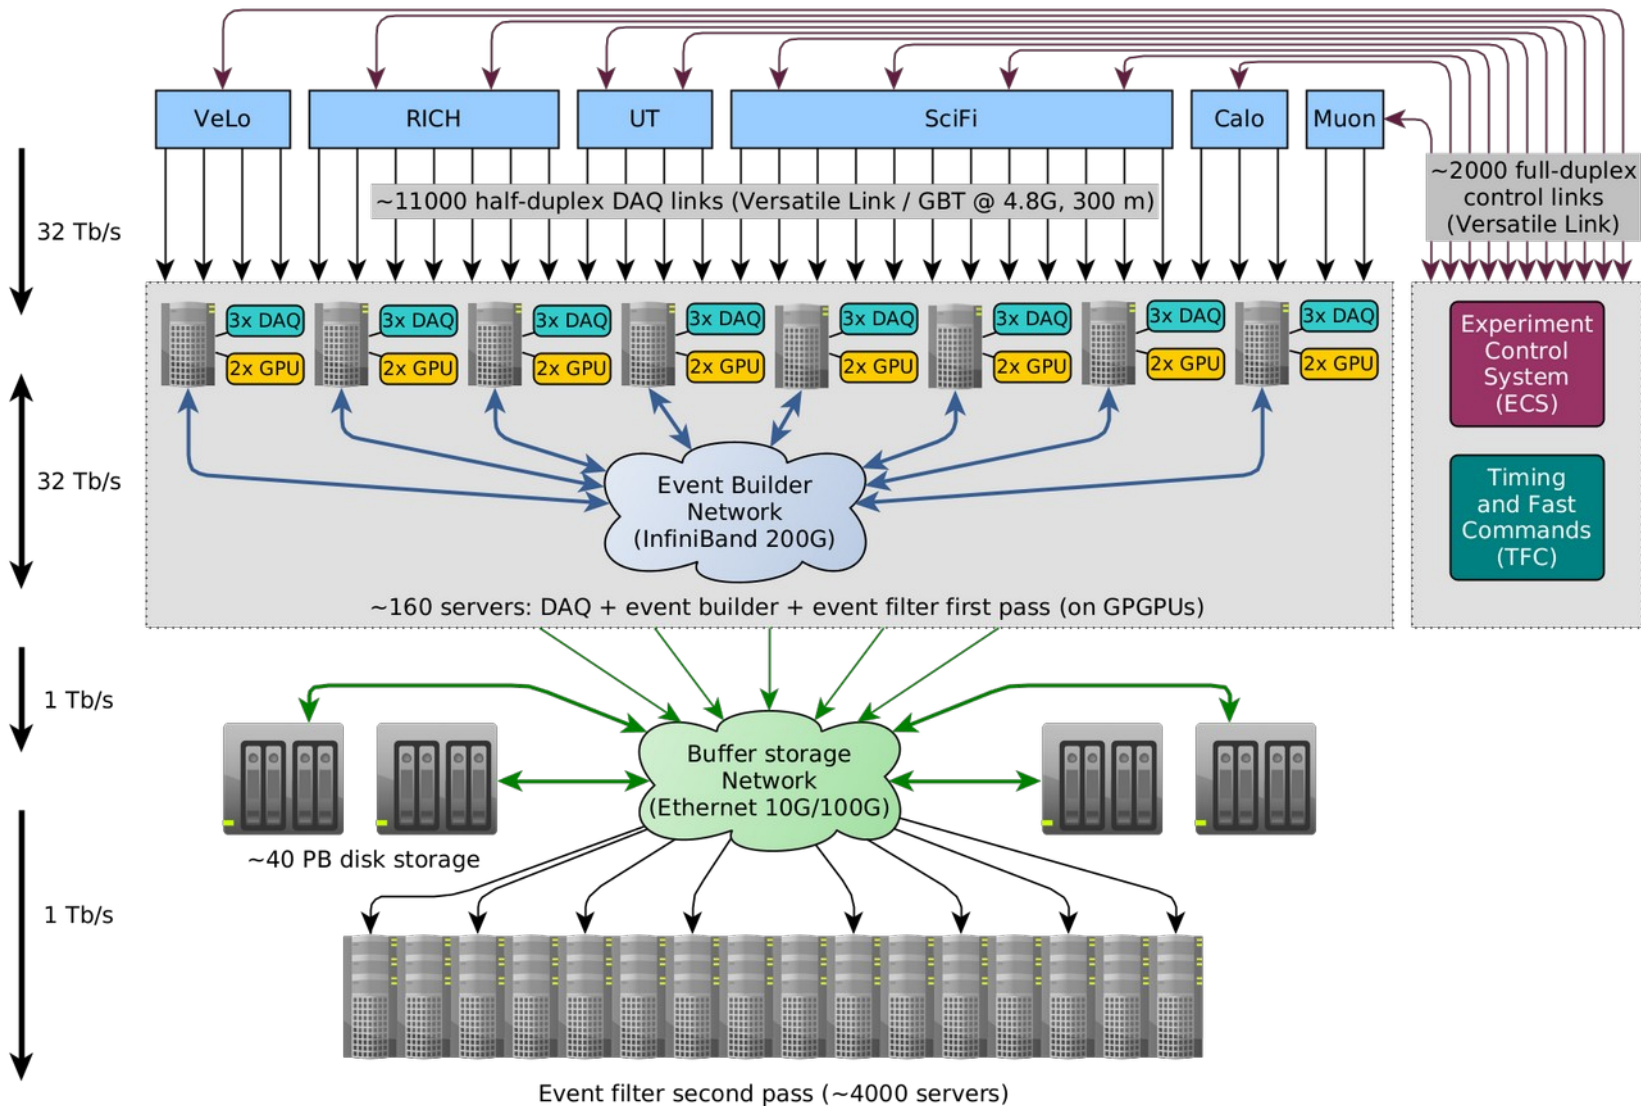 VeLo
RICH
UT
SciFi
Calo
Muon
~11000 half-duplex DAQ links (Versatile Link / GBT @ 4.8G, 300 m)
~2000 full-duplex
control links
(Versatile Link)
32 Tb/s
3x DAQ
2x GPU
3x DAQ
2x GPU
3x DAQ
2x GPU
3x DAQ
2x GPU
3x DAQ
2x GPU
3x DAQ
2x GPU
3x DAQ
2x GPU
3x DAQ
2x GPU
Experiment
Control
System
(ECS)
32 Tb/s
Event Builder
Network
(InfiniBand 200G)
Timing
and Fast
Commands
(TFC)
~160 servers: DAQ + event builder + event filter first pass (on GPGPUs)
1 Tb/s
Buffer storage
Network
(Ethernet 10G/100G)
~40 PB disk storage
1 Tb/s
Event filter second pass (~4000 servers)